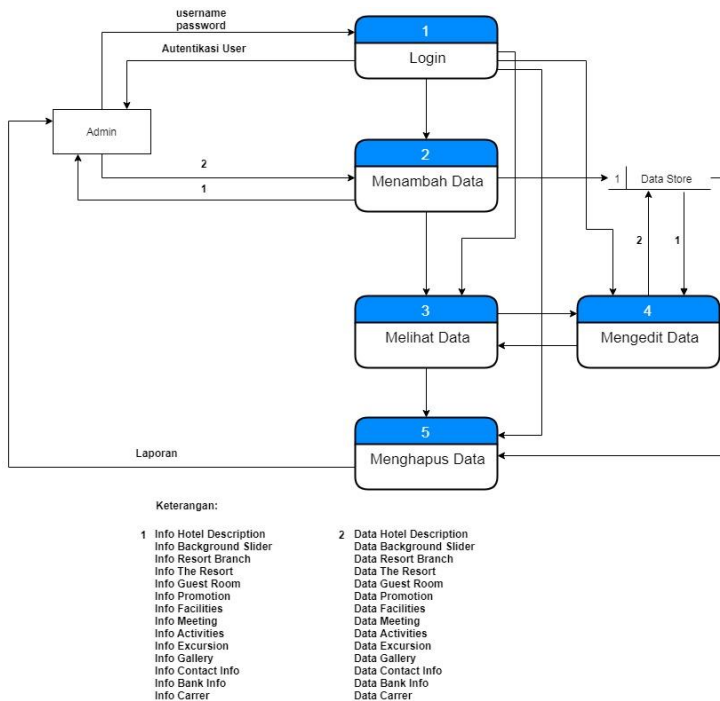 username
password
1
Login
Autentikasi User
Admin
2
Menambah Data
2
1
1 Data Store
2 1
3
Melihat Data
4
Mengedit Data
5
Menghapus Data
Laporan
Keterangan:
1 Info Hotel Description
Info Background Slider
Info Resort Branch
Info The Resort
Info Guest Room
Info Promotion
Info Facilities
Info Meeting
Info Activities
Info Excursion
Info Gallery
Info Contact Info
Info Bank Info
Info Carrer
2 Data Hotel Description
Data Background Slider
Data Resort Branch
Data The Resort
Data Guest Room
Data Promotion
Data Facilities
Data Meeting
Data Activities
Data Excursion
Data Gallery
Data Contact Info
Data Bank Info
Data Carrer